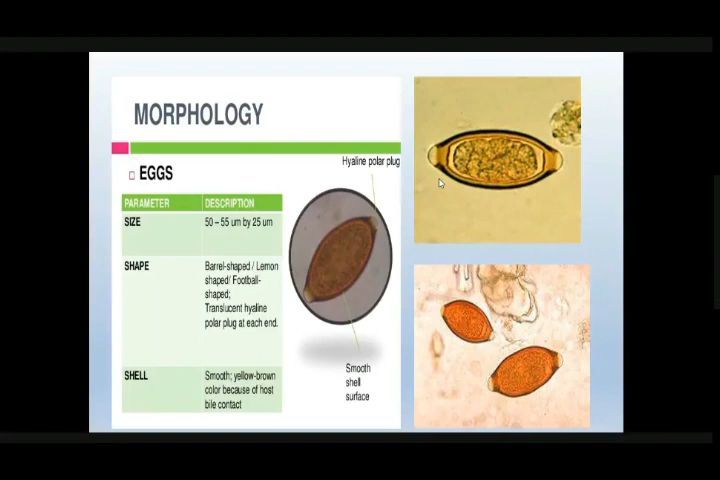 MORPHOLOGY
EGGS
Hyaline polar plug
PARAMETER DESCRIPTION
SIZE 50 – 55 um by 25 um
SHAPE Barrel-shaped / Lemon
shaped/ Football-
shaped;
Translucent hyaline
polar plug at each end.
Smooth
shell
surface
SHELL Smooth; yellow-brown
color because of host
bile contact